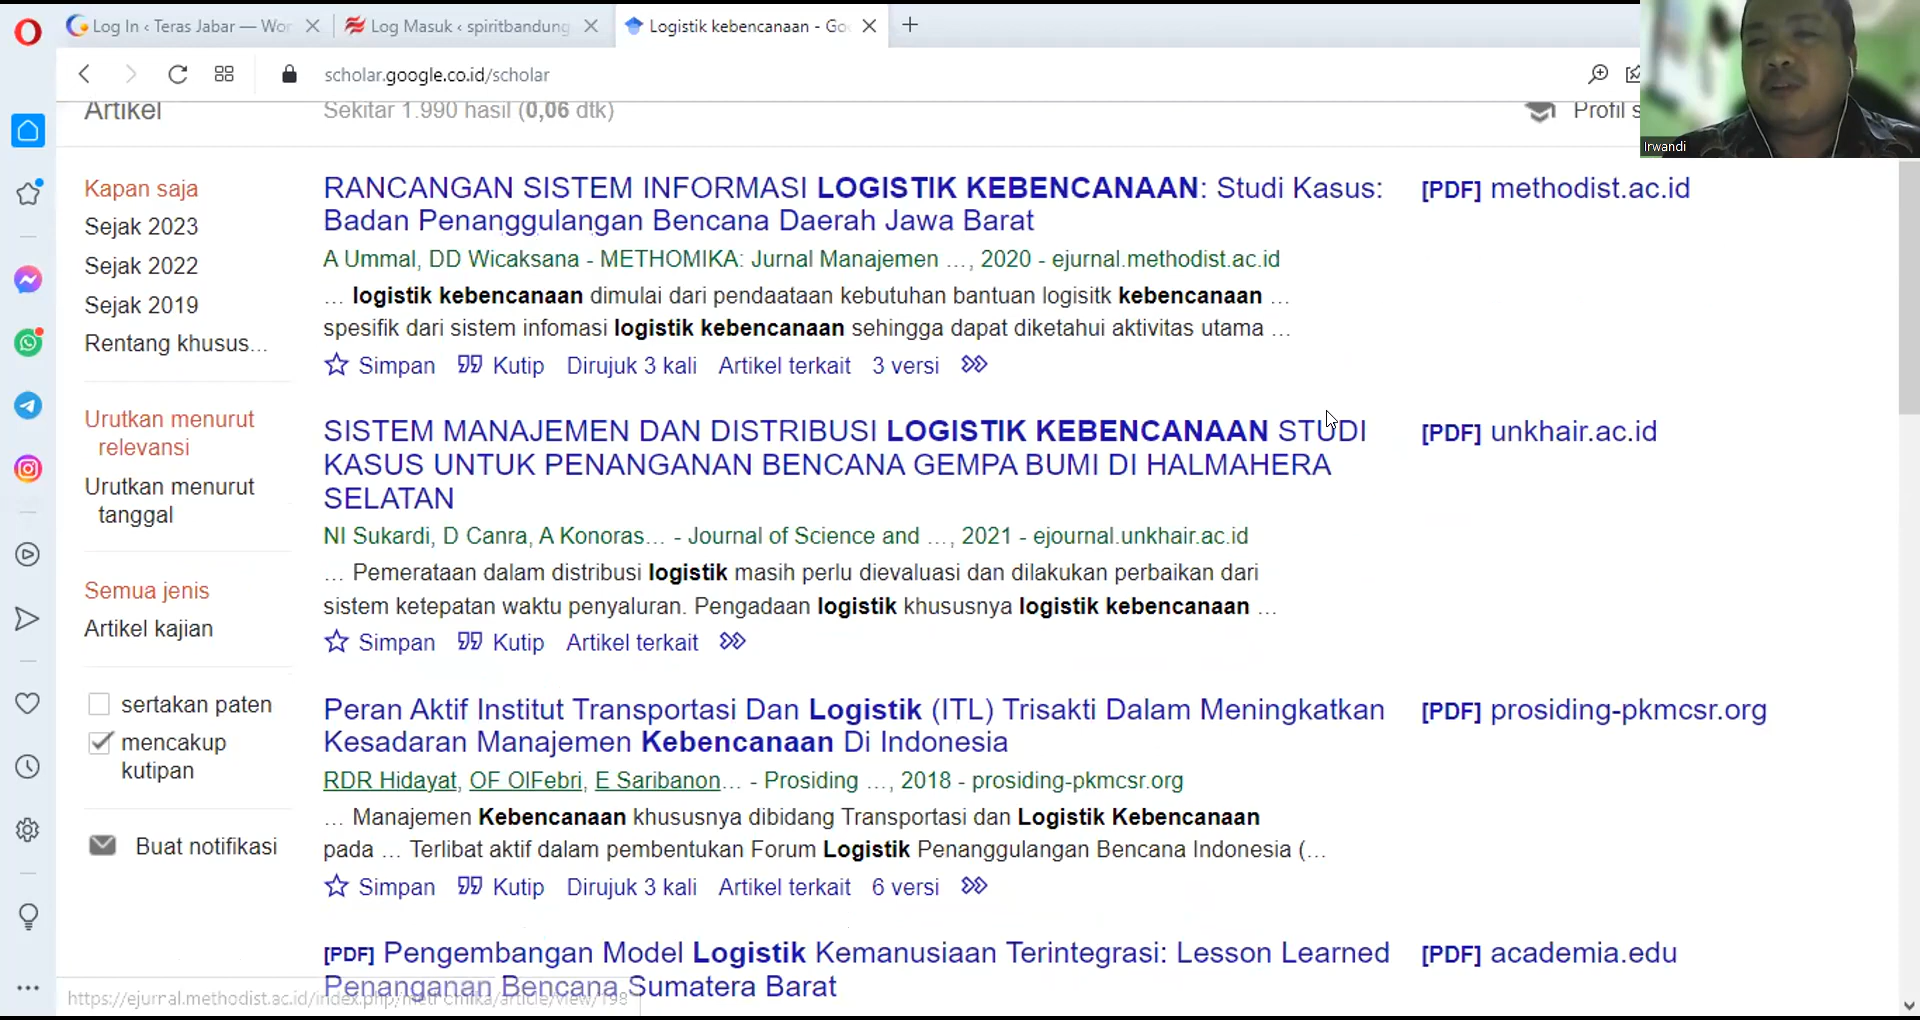 Log In ‹ Teras Jabar — Wor
Log Masuk ‹ spiritbandung
Logistik kebencanaan - Goo
scholar.google.co.id/scholar
Irwandi
Artikel
Sekitar 1.990 hasil (0,06 dtk)
Profil s
Kapan saja
Sejak 2023
Sejak 2022
Sejak 2019
Rentang khusus...
Urutkan menurut
relevansi
Urutkan menurut
tanggal
Semua jenis
Artikel kajian
sertakan paten
mencakup
kutipan
Buat notifikasi
RANCANGAN SISTEM INFORMASI LOGISTIK KEBENCANAAN: Studi Kasus:
Badan Penanggulangan Bencana Daerah Jawa Barat
[PDF] methodist.ac.id
A Ummal, DD Wicaksana - METHOMIKA: Jurnal Manajemen …, 2020 - ejurnal.methodist.ac.id
… logistik kebencanaan dimulai dari pendaataan kebutuhan bantuan logisitk kebencanaan …
spesifik dari sistem infomasi logistik kebencanaan sehingga dapat diketahui aktivitas utama …
Simpan Kutip Dirujuk 3 kali Artikel terkait 3 versi
SISTEM MANAJEMEN DAN DISTRIBUSI LOGISTIK KEBENCANAAN STUDI
KASUS UNTUK PENANGANAN BENCANA GEMPA BUMI DI HALMAHERA
SELATAN
[PDF] unkhair.ac.id
NI Sukardi, D Canra, A Konoras… - Journal of Science and …, 2021 - ejournal.unkhair.ac.id
… Pemerataan dalam distribusi logistik masih perlu dievaluasi dan dilakukan perbaikan dari
sistem ketepatan waktu penyaluran. Pengadaan logistik khususnya logistik kebencanaan …
Simpan Kutip Artikel terkait
Peran Aktif Institut Transportasi Dan Logistik (ITL) Trisakti Dalam Meningkatkan
Kesadaran Manajemen Kebencanaan Di Indonesia
[PDF] prosiding-pkmcsr.org
RDR Hidayat, OF OlFebri, E Saribanon… - Prosiding …, 2018 - prosiding-pkmcsr.org
… Manajemen Kebencanaan khususnya dibidang Transportasi dan Logistik Kebencanaan
pada … Terlibat aktif dalam pembentukan Forum Logistik Penanggulangan Bencana Indonesia (…
Simpan Kutip Dirujuk 3 kali Artikel terkait 6 versi
[PDF] Pengembangan Model Logistik Kemanusiaan Terintegrasi: Lesson Learned
Penanganan Bencana Sumatera Barat
[PDF] academia.edu
https://ejurnal.methodist.ac.id/index.php/methomika/article/view/198